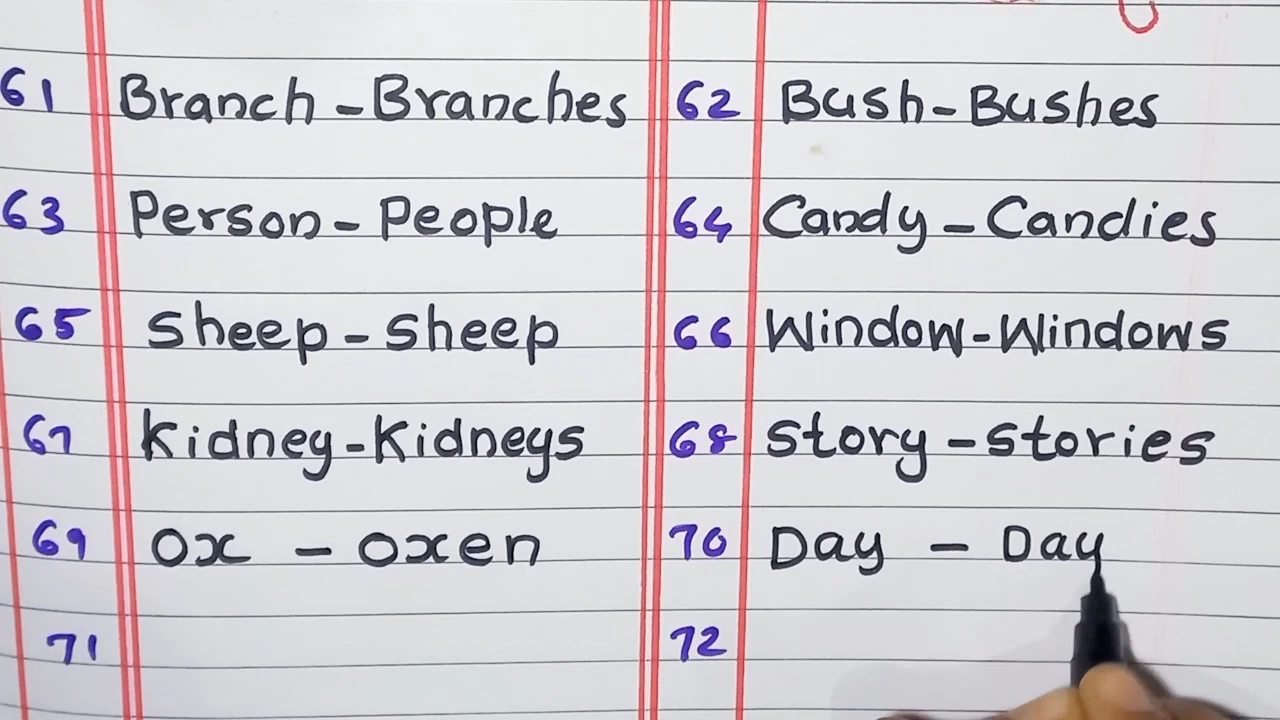 61 Branch - Branches 62 Bush - Bushes
63 Person - People 64 Candy - Candies
65 Sheep - Sheep 66 Window - Windows
67 Kidney - Kidneys 68 Story - Stories
69 Ox - Oxen 70 Day - Day
71 72